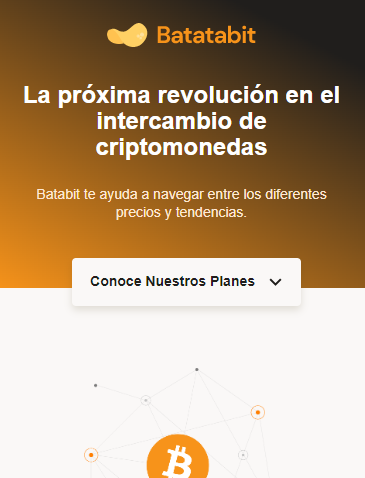 Batatabit
La próxima revolución en el
intercambio de
criptomonedas
Batabit te ayuda a navegar entre los diferentes
precios y tendencias.
Conoce Nuestros Planes